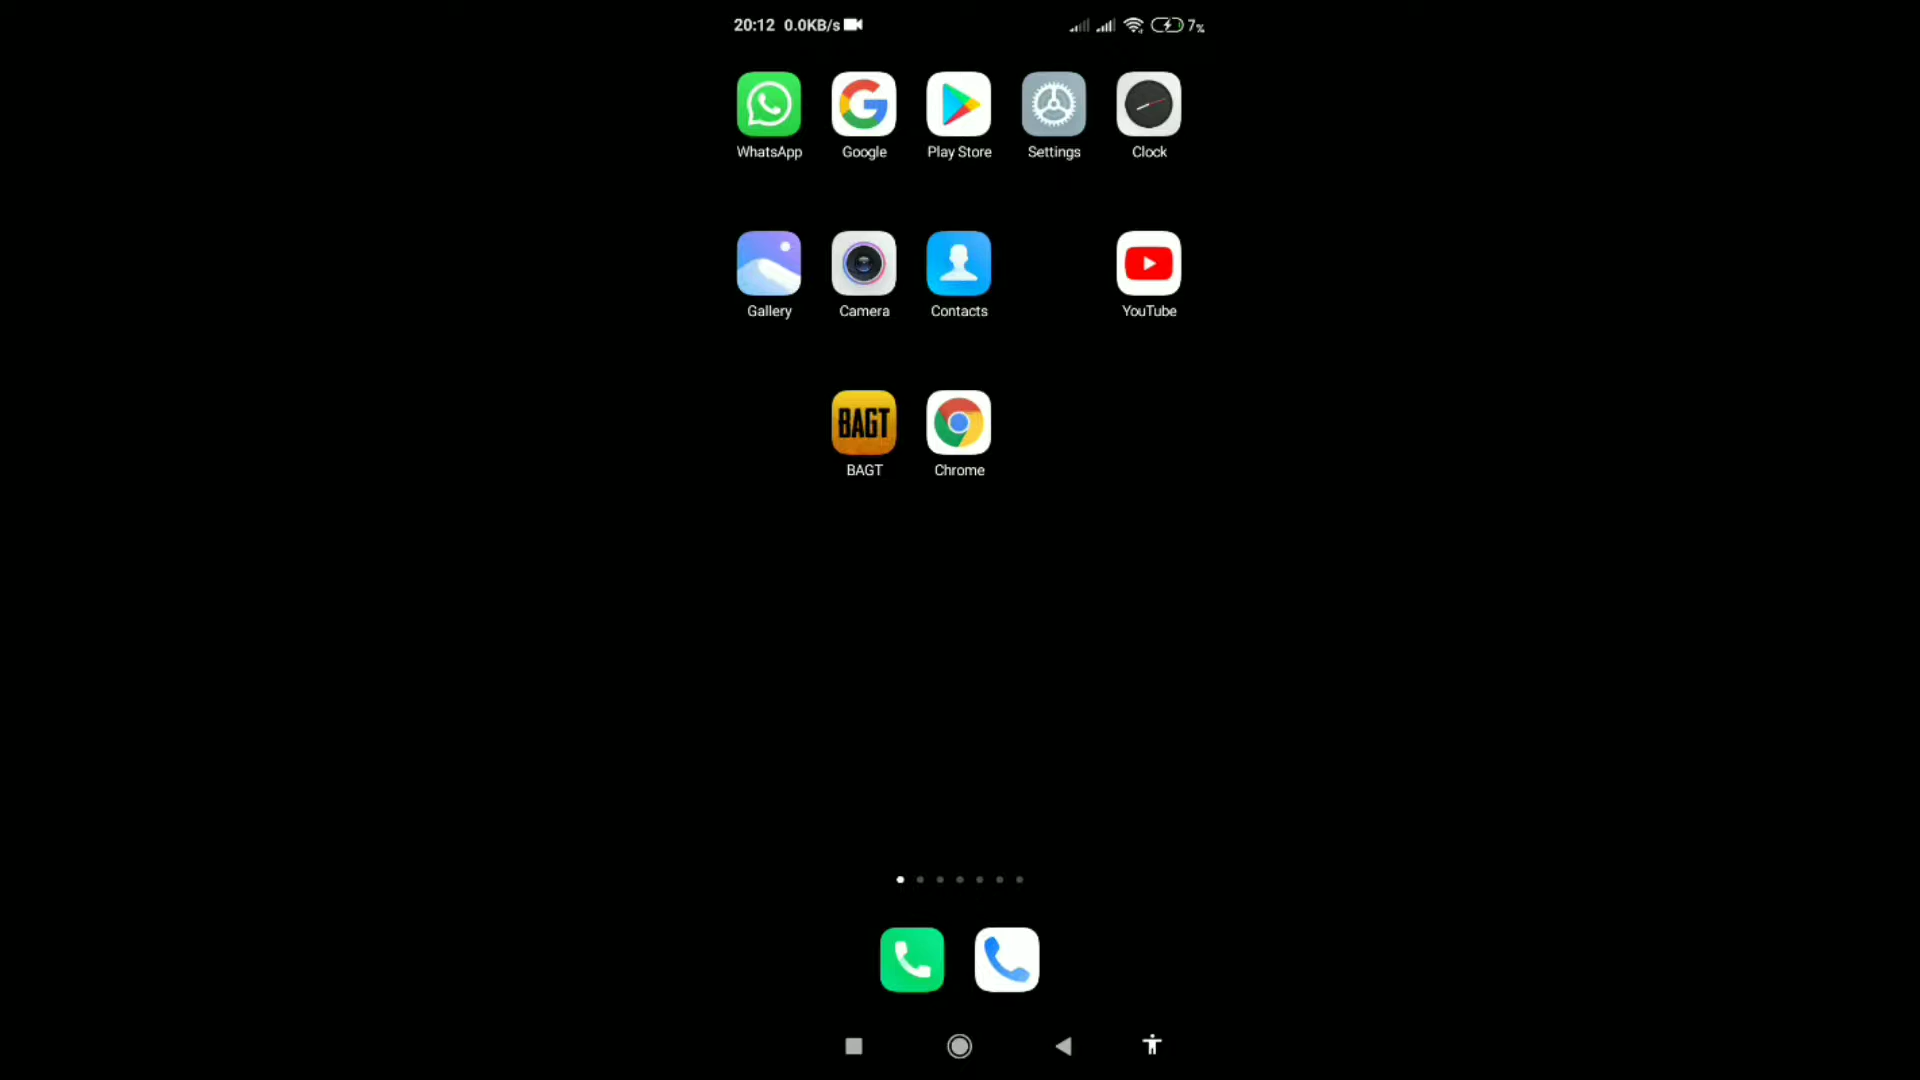 20:12 0.0KB/s 7%
WhatsApp Google Play Store Settings Clock
Gallery Camera Contacts YouTube
BAGT
BAGT Chrome